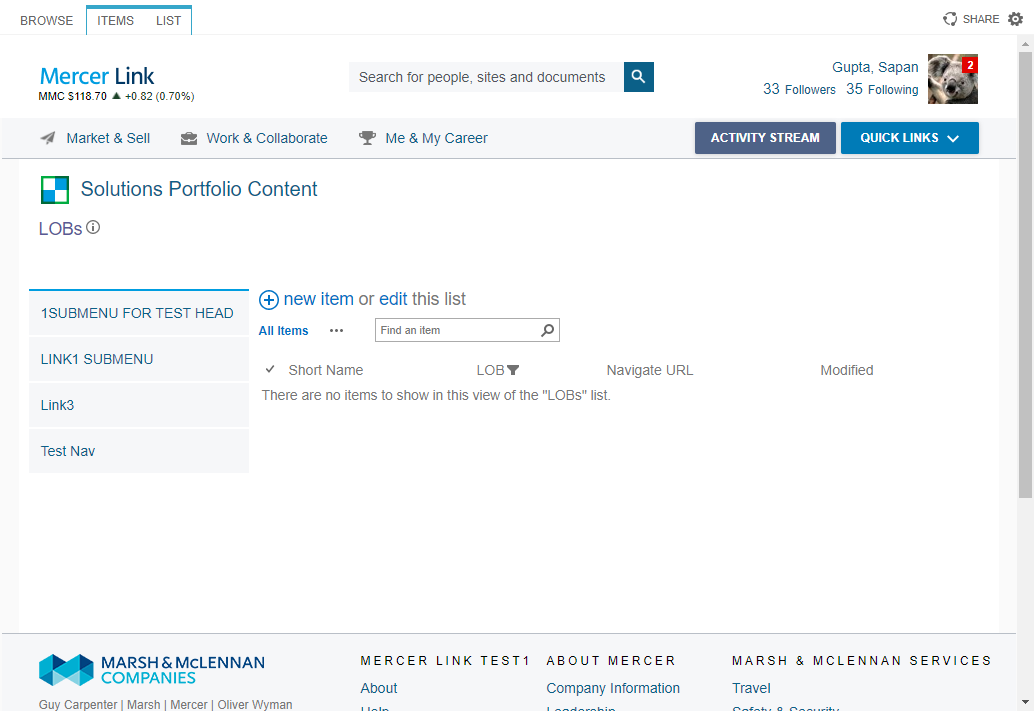 BROWSE ITEMS LIST SHARE
Mercer Link
MMC $118.70 ▲ +0.82 (0.70%)
Search for people, sites and documents
Gupta, Sapan
33 Followers 35 Following
2
Market & Sell Work & Collaborate Me & My Career ACTIVITY STREAM QUICK LINKS
Solutions Portfolio Content
LOBs
1SUBMENU FOR TEST HEAD
LINK1 SUBMENU
Link3
Test Nav
new item or edit this list
All Items ••• Find an item
Short Name LOB Navigate URL Modified
There are no items to show in this view of the "LOBs" list.
MARSH & McLENNAN
COMPANIES
Guy Carpenter | Marsh | Mercer | Oliver Wyman
MERCER LINK TEST1
About
Help
ABOUT MERCER
Company Information
Leadership
MARSH & MCLENNAN SERVICES
Travel
Safety & Security